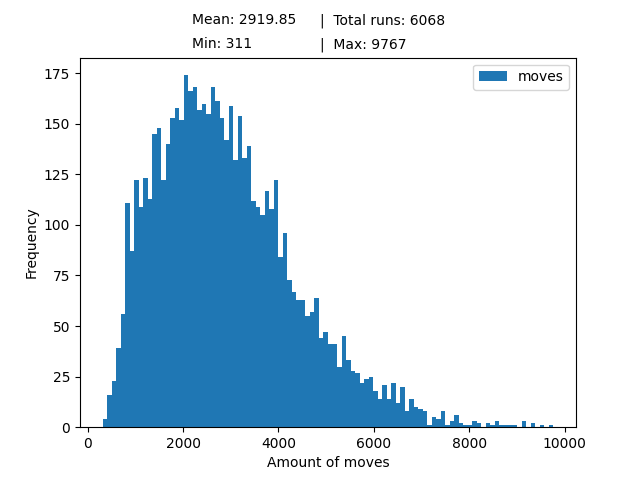 Mean: 2919.85 | Total runs: 6068
Min: 311 | Max: 9767
moves
175
150
125
100
75
50
25
0
Frequency
0 2000 4000 6000 8000 10000
Amount of moves